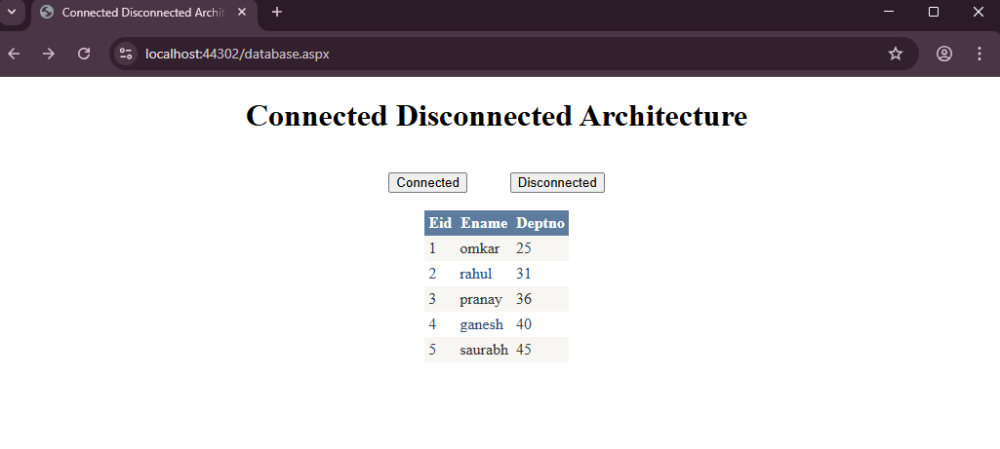 Connected Disconnected Archit
localhost:44302/database.aspx
Connected Disconnected Architecture
Connected Disconnected
Eid Ename Deptno
1 omkar 25
2 rahul 31
3 pranay 36
4 ganesh 40
5 saurabh 45